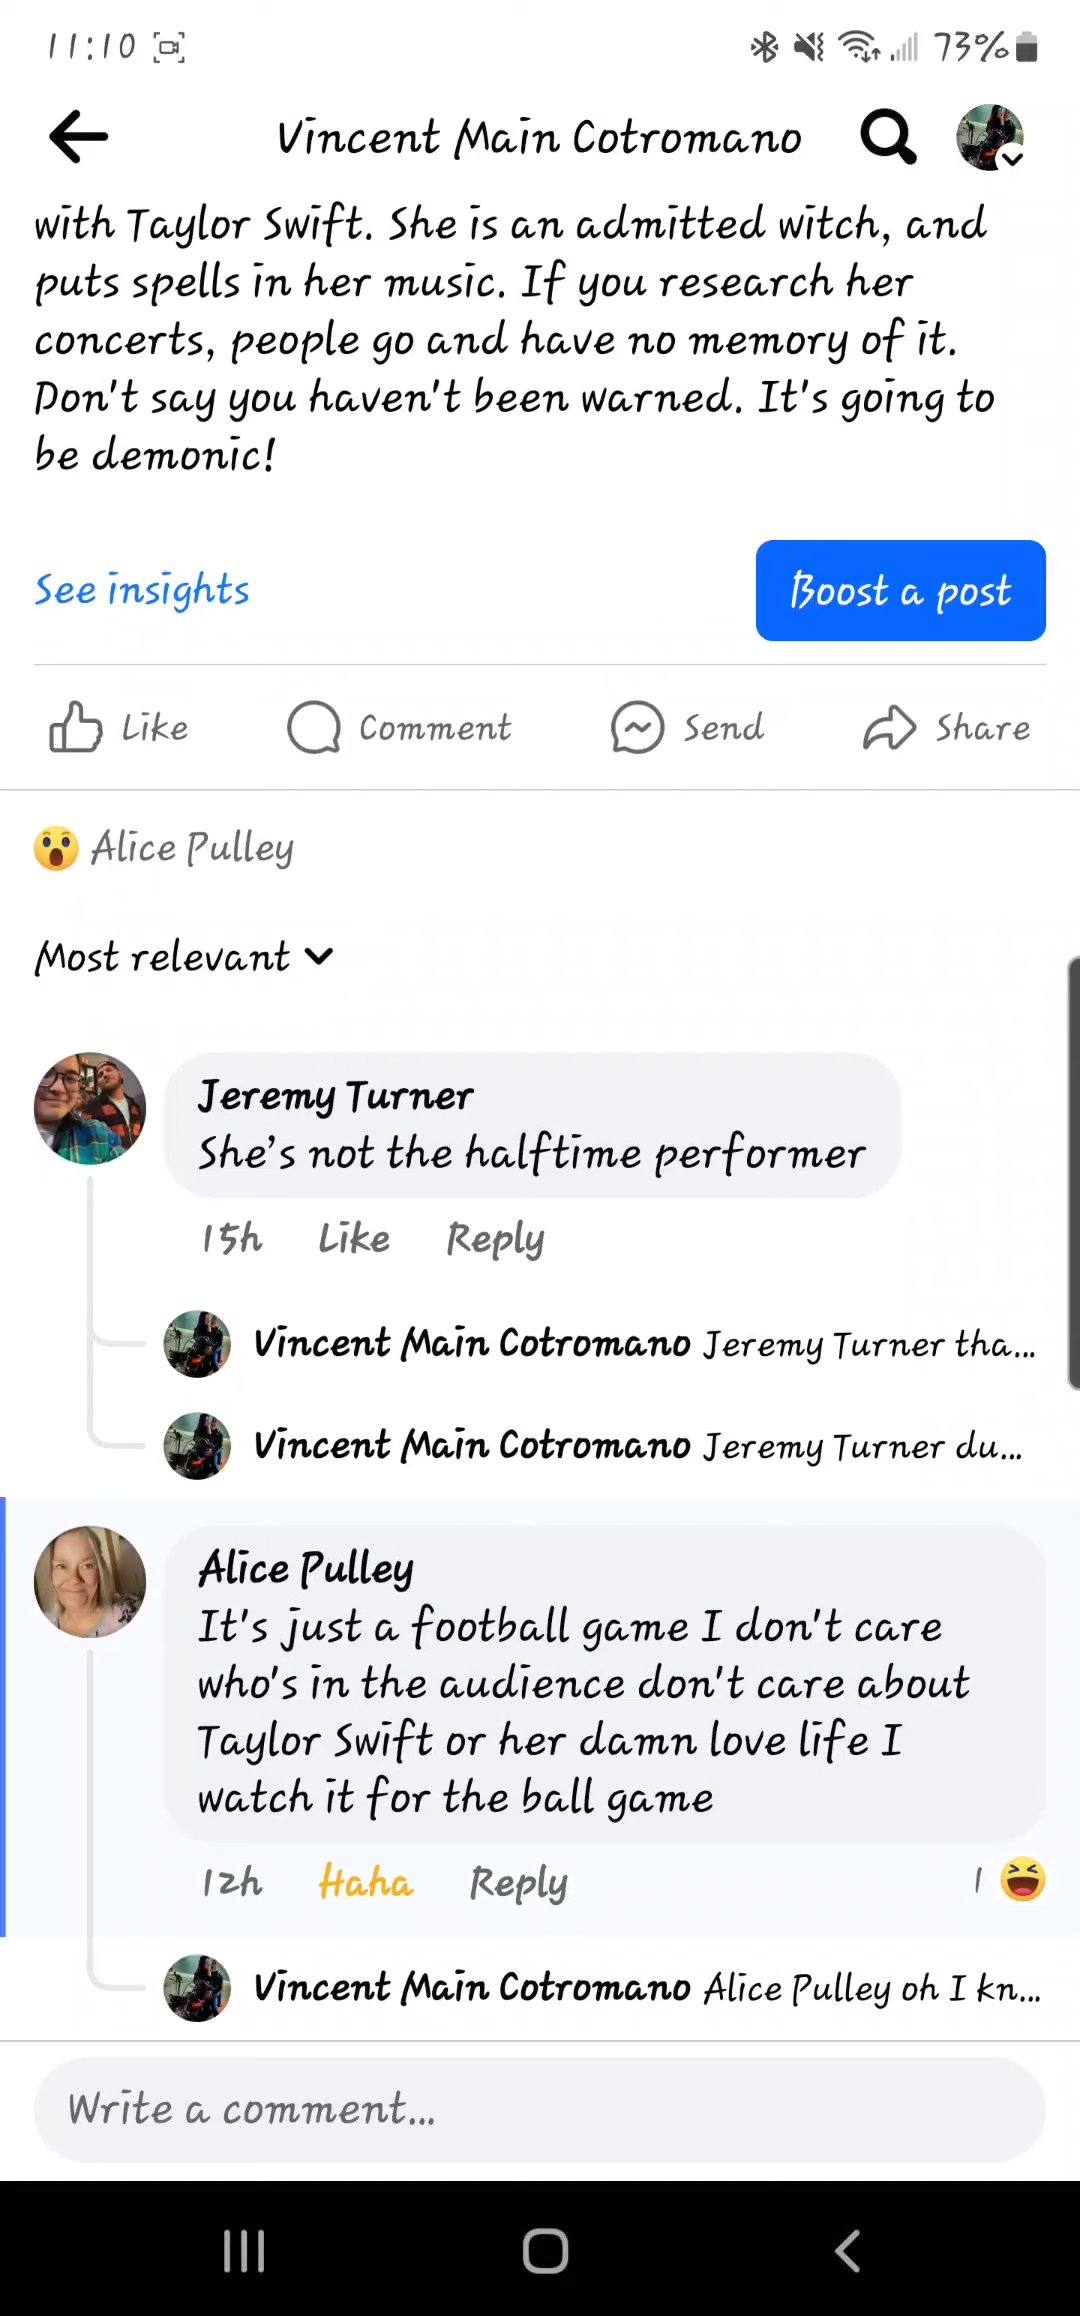 11:10
73%
Vincent Main Cotromano
with Taylor Swift. She is an admitted witch, and
puts spells in her music. If you research her
concerts, people go and have no memory of it.
Don't say you haven't been warned. It's going to
be demonic!
See insights
Boost a post
Like Comment Send Share
Alice Pulley
Most relevant
Jeremy Turner
She's not the halftime performer
15h Like Reply
Vincent Main Cotromano Jeremy Turner tha...
Vincent Main Cotromano Jeremy Turner du...
Alice Pulley
It's just a football game I don't care
who's in the audience don't care about
Taylor Swift or her damn love life I
watch it for the ball game
12h Haha Reply 1
Vincent Main Cotromano Alice Pulley oh I kn...
Write a comment...